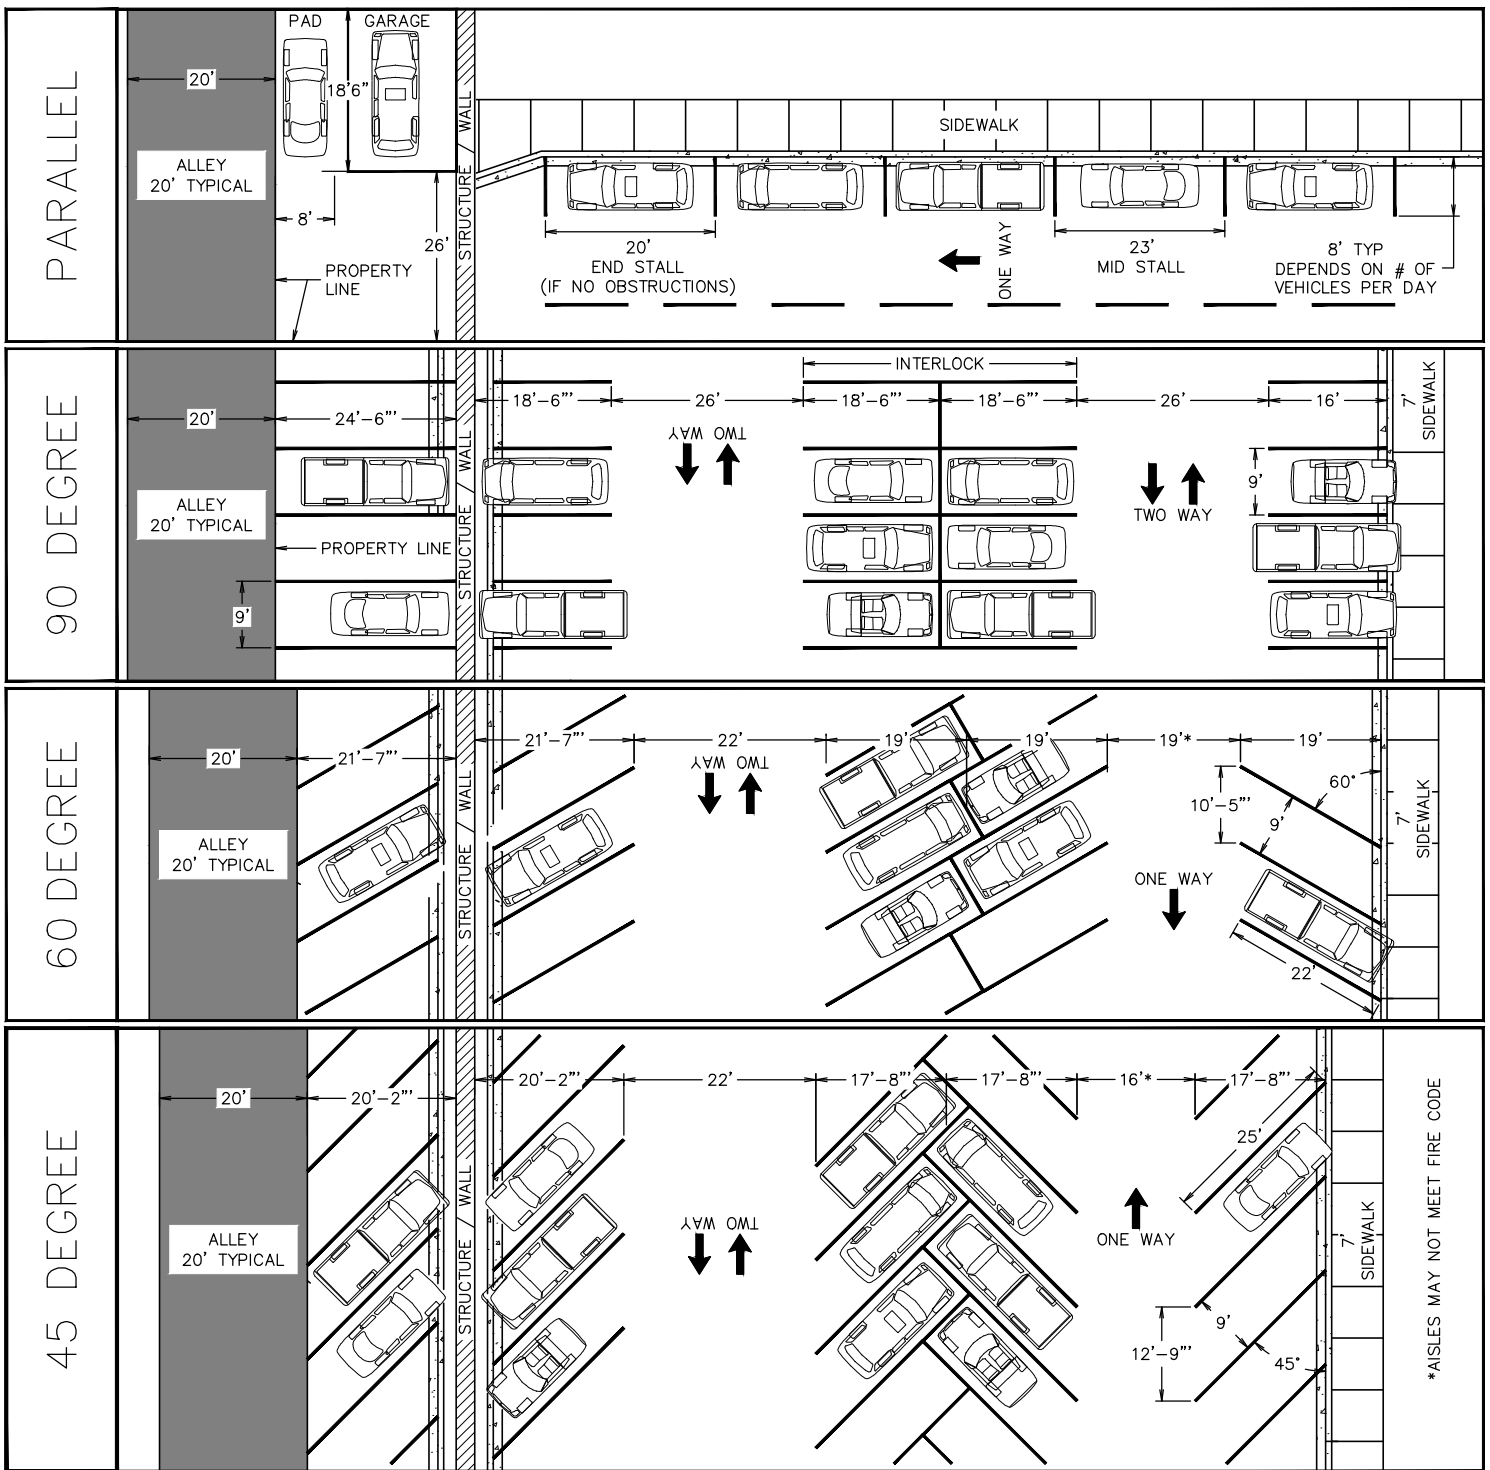 PARALLEL
PAD
GARAGE
20'
18'6"
ALLEY
20' TYPICAL
8'
26'
PROPERTY
LINE
STRUCTURE / WALL
SIDEWALK
20'
END STALL
(IF NO OBSTRUCTIONS)
ONE WAY
23'
MID STALL
8' TYP
DEPENDS ON # OF
VEHICLES PER DAY
90 DEGREE
20'
24'-6"'
ALLEY
20' TYPICAL
PROPERTY LINE
9'
STRUCTURE / WALL
INTERLOCK
18'-6"'
26'
18'-6"'
18'-6"'
26'
16'
TWO WAY
TWO WAY
9'
7'
SIDEWALK
60 DEGREE
20'
21'-7"'
ALLEY
20' TYPICAL
STRUCTURE / WALL
21'-7"'
22'
19'
19'
19'*
19'
TWO WAY
ONE WAY
10'-5"'
9'
60°
22'
7'
SIDEWALK
45 DEGREE
20'
20'-2"'
ALLEY
20' TYPICAL
STRUCTURE / WALL
20'-2"'
22'
17'-8"'
17'-8"'
16'*
17'-8"'
TWO WAY
ONE WAY
25'
12'-9"'
9'
45°
7'
SIDEWALK
*AISLES MAY NOT MEET FIRE CODE